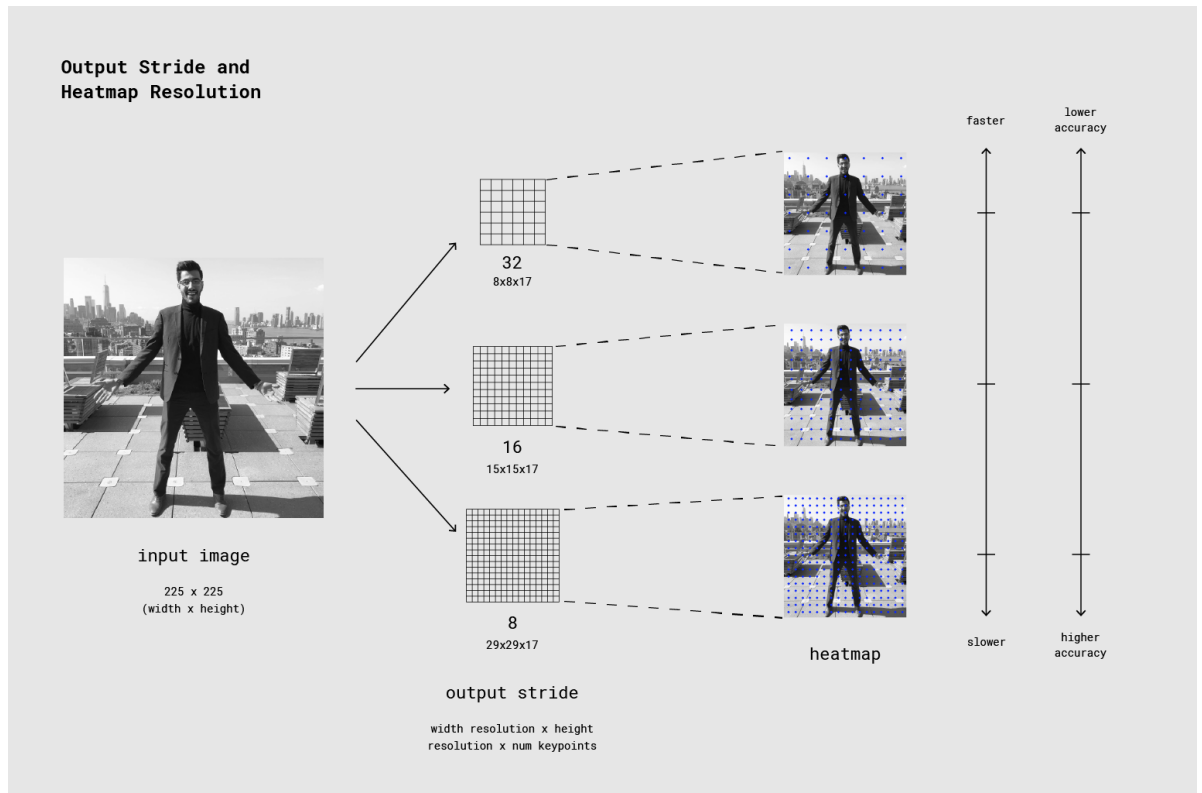 Output Stride and
Heatmap Resolution
faster
lower
accuracy
32
8x8x17
16
15x15x17
input image
225 x 225
(width x height)
8
29x29x17
slower
higher
accuracy
heatmap
output stride
width resolution x height
resolution x num keypoints